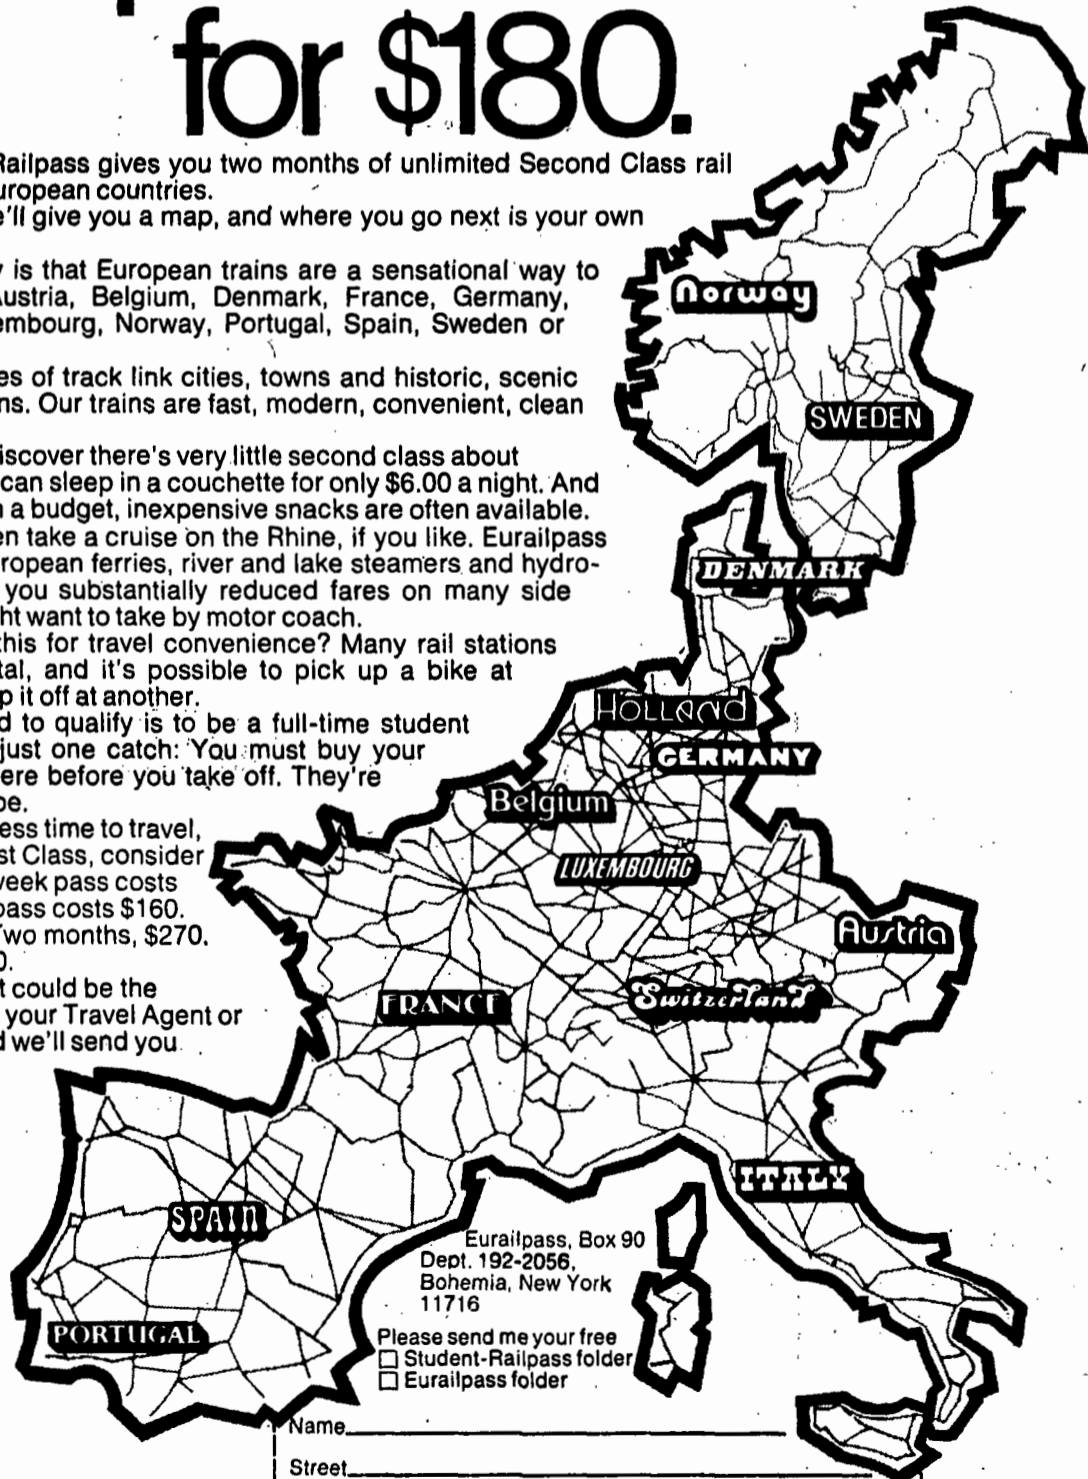 for $180.
Railpass gives you two months of unlimited Second Class rail
uropean countries.
e'll give you a map, and where you go next is your own
y is that European trains are a sensational way to
Austria, Belgium, Denmark, France, Germany,
embourg, Norway, Portugal, Spain, Sweden or
es of track link cities, towns and historic, scenic
ns. Our trains are fast, modern, convenient, clean
iscover there's very little second class about
can sleep in a couchette for only $6.00 a night. And
n a budget, inexpensive snacks are often available.
en take a cruise on the Rhine, if you like. Eurailpass
ropean ferries, river and lake steamers and hydro-
you substantially reduced fares on many side
ht want to take by motor coach.
this for travel convenience? Many rail stations
tal, and it's possible to pick up a bike at
p it off at another.
d to qualify is to be a full-time student
just one catch: You must buy your
ere before you take off. They're
pe.
ess time to travel,
st Class, consider
week pass costs
pass costs $160.
Two months, $270.
0.
t could be the
your Travel Agent or
d we'll send you
Norway
SWEDEN
DENMARK
HOLLAND
GERMANY
Belgium
LUXEMBOURG
Austria
Switzerland
FRANCE
ITALY
SPAIN
PORTUGAL
Eurailpass, Box 90
Dept. 192-2056,
Bohemia, New York
11716
Please send me your free
☐ Student-Railpass folder
☐ Eurailpass folder
Name
Street